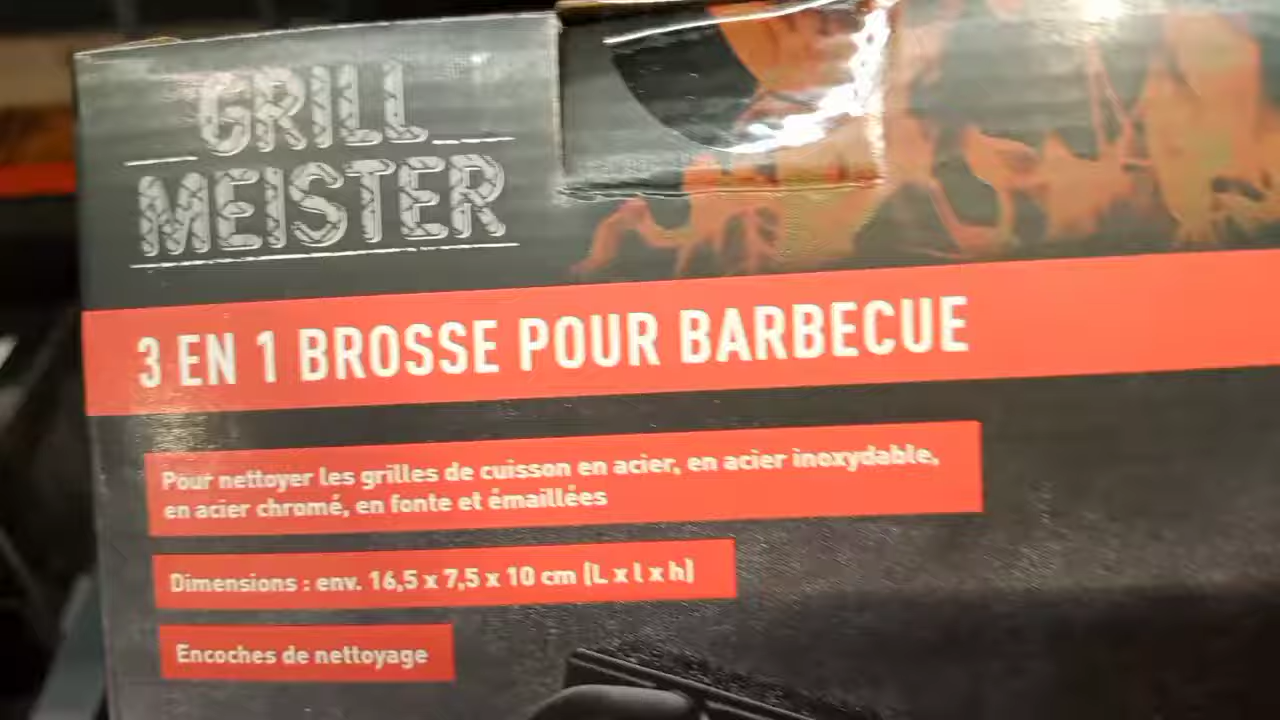 GRILL
MEISTER
3 EN 1 BROSSE POUR BARBECUE
Pour nettoyer les grilles de cuisson en acier, en acier inoxydable,
en acier chromé, en fonte et émaillées
Dimensions : env. 16,5 x 7,5 x 10 cm (L x l x h)
Encoches de nettoyage